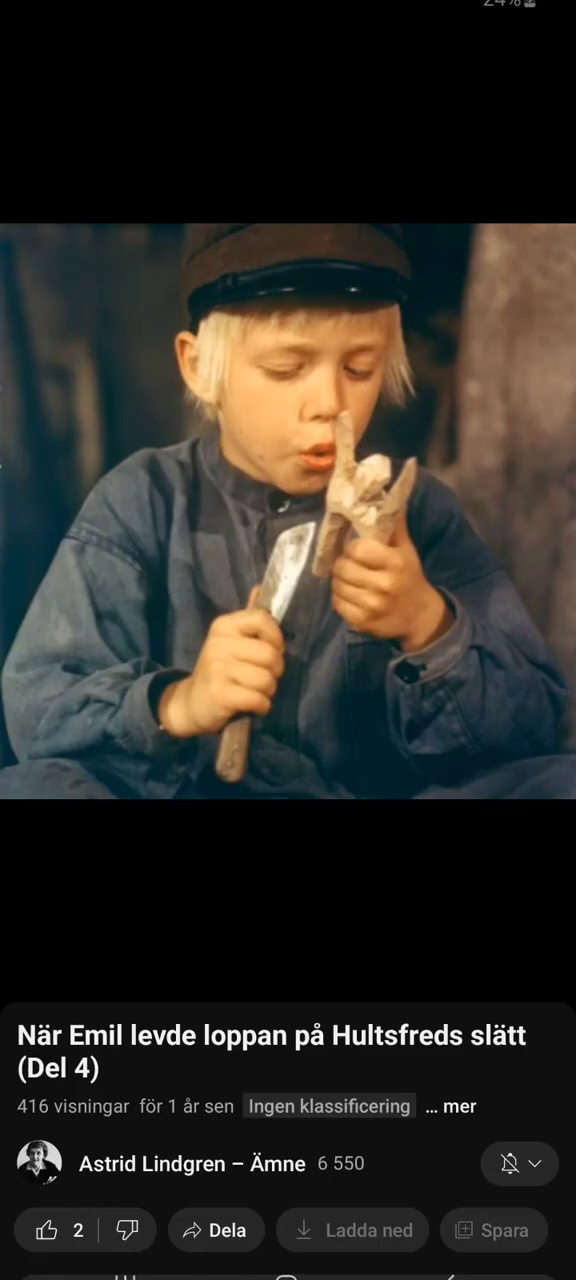 24%
När Emil levde loppan på Hultsfreds slätt
(Del 4)
416 visningar för 1 år sen Ingen klassificering ... mer
Astrid Lindgren – Ämne 6 550
2 Dela Ladda ned Spara